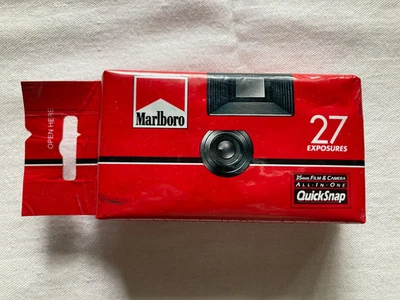 OPEN HERE
Marlboro
27
EXPOSURES
35mm FILM & CAMERA
ALL-IN-ONE
QuickSnap